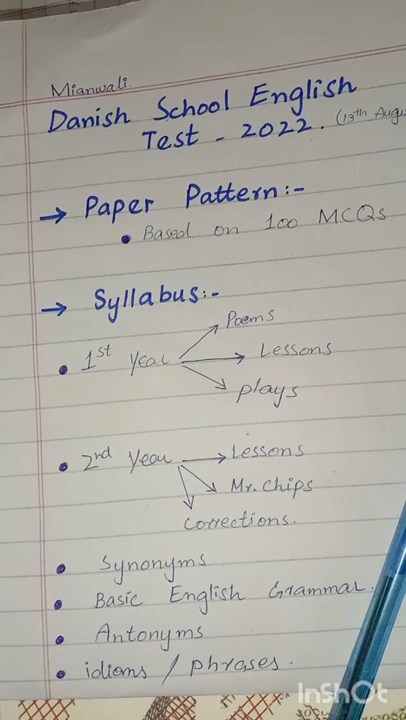 Mianwali.
Danish School English
Test - 2022. (13th
→ Paper Pattern:-
• Based on 100 MCQs
→ Syllabus:-
Poems
• 1st Year → Lessons
plays
• 2nd Year → Lessons
Mr. Chips
Corrections.
• Synonyms
• Basic English Grammar.
• Antonyms
• idioms / phrases.
InShOt